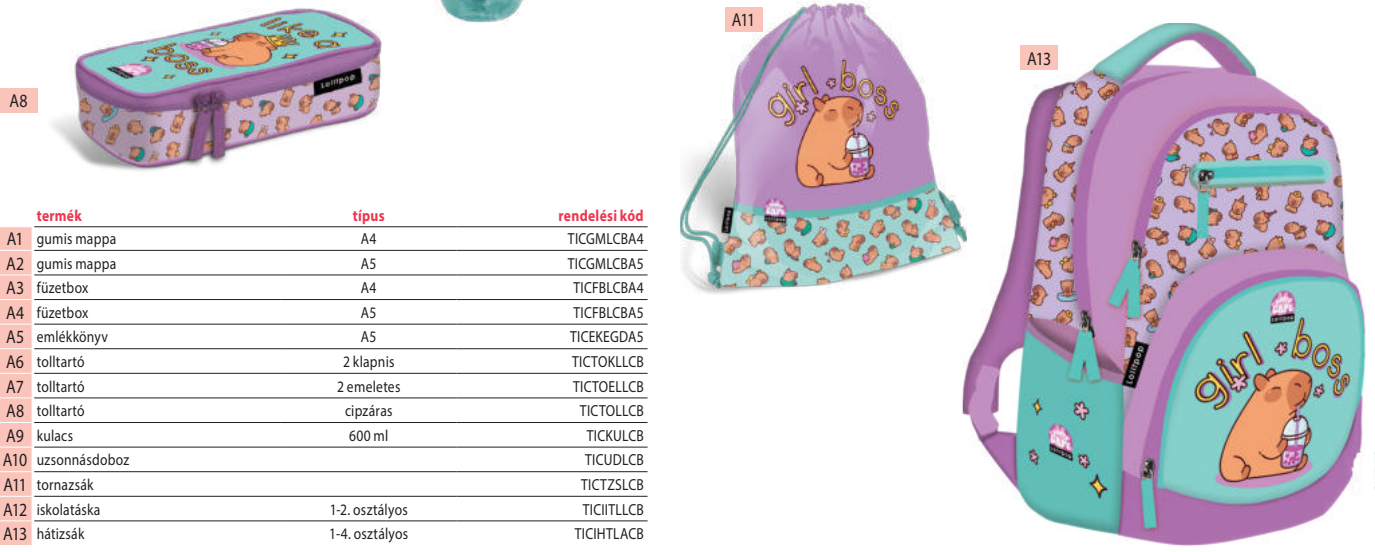 A8
like a
boss
Lollipop
termék típus rendelési kód
A1 gumis mappa A4 TICGMLCBA4
A2 gumis mappa A5 TICGMLCBA5
A3 füzetbox A4 TICFBLCBA4
A4 füzetbox A5 TICFBLCBA5
A5 emlékkönyv A5 TICEKEGDA5
A6 tolltartó 2 klapnis TICTOKLLCB
A7 tolltartó 2 emeletes TICTOELLCB
A8 tolltartó cipzáras TICTOLLCB
A9 kulacs 600 ml TICKULCB
A10 uzsonnásdoboz TICUDLCB
A11 tornazsák TICTZSLCB
A12 iskolatáska 1-2. osztályos TICIITLLCB
A13 hátizsák 1-4. osztályos TICIHTLACB
A11
girl boss
A13
Lollipop
girl boss